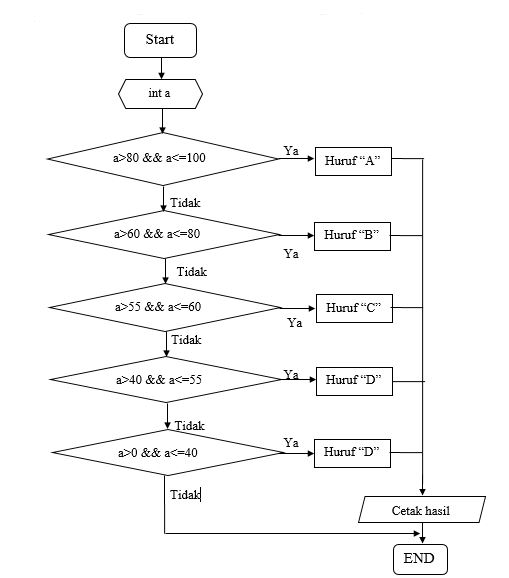 Start
int a
a>80 && a<=100
Ya
Huruf “A”
Tidak
a>60 && a<=80
Ya
Huruf “B”
Tidak
a>55 && a<=60
Ya
Huruf “C”
Tidak
a>40 && a<=55
Ya
Huruf “D”
Tidak
a>0 && a<=40
Ya
Huruf “D”
Tidak
Cetak hasil
END